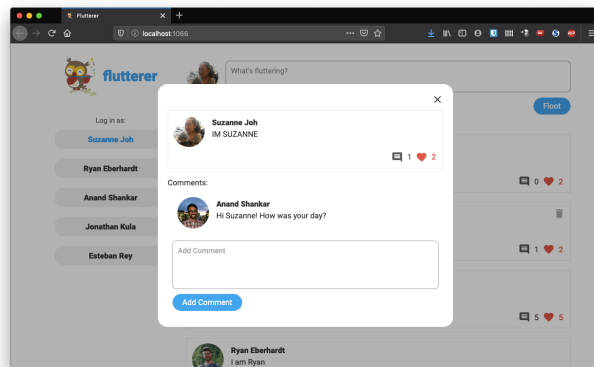 Flutterer
localhost:1066
flutterer
What's fluttering?
Floot
Log in as:
Suzanne Joh
Ryan Eberhardt
Anand Shankar
Jonathan Kula
Esteban Rey
Suzanne Joh
IM SUZANNE
1 2
Comments:
Anand Shankar
Hi Suzanne! How was your day?
Add Comment
Add Comment
0 2
1 2
5 5
Ryan Eberhardt
I am Ryan